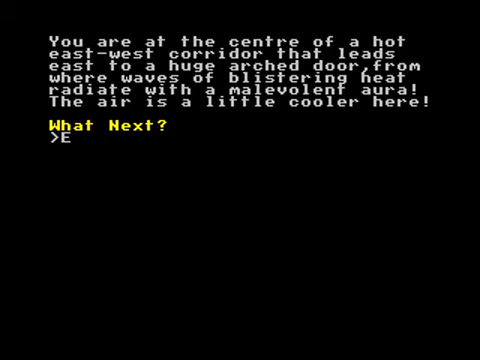 You are at the centre of a hot
east-west corridor that leads
east to a huge arched door,from
where waves of blistering heat
radiate with a malevolent aura!
The air is a little cooler here!
What Next?
>E